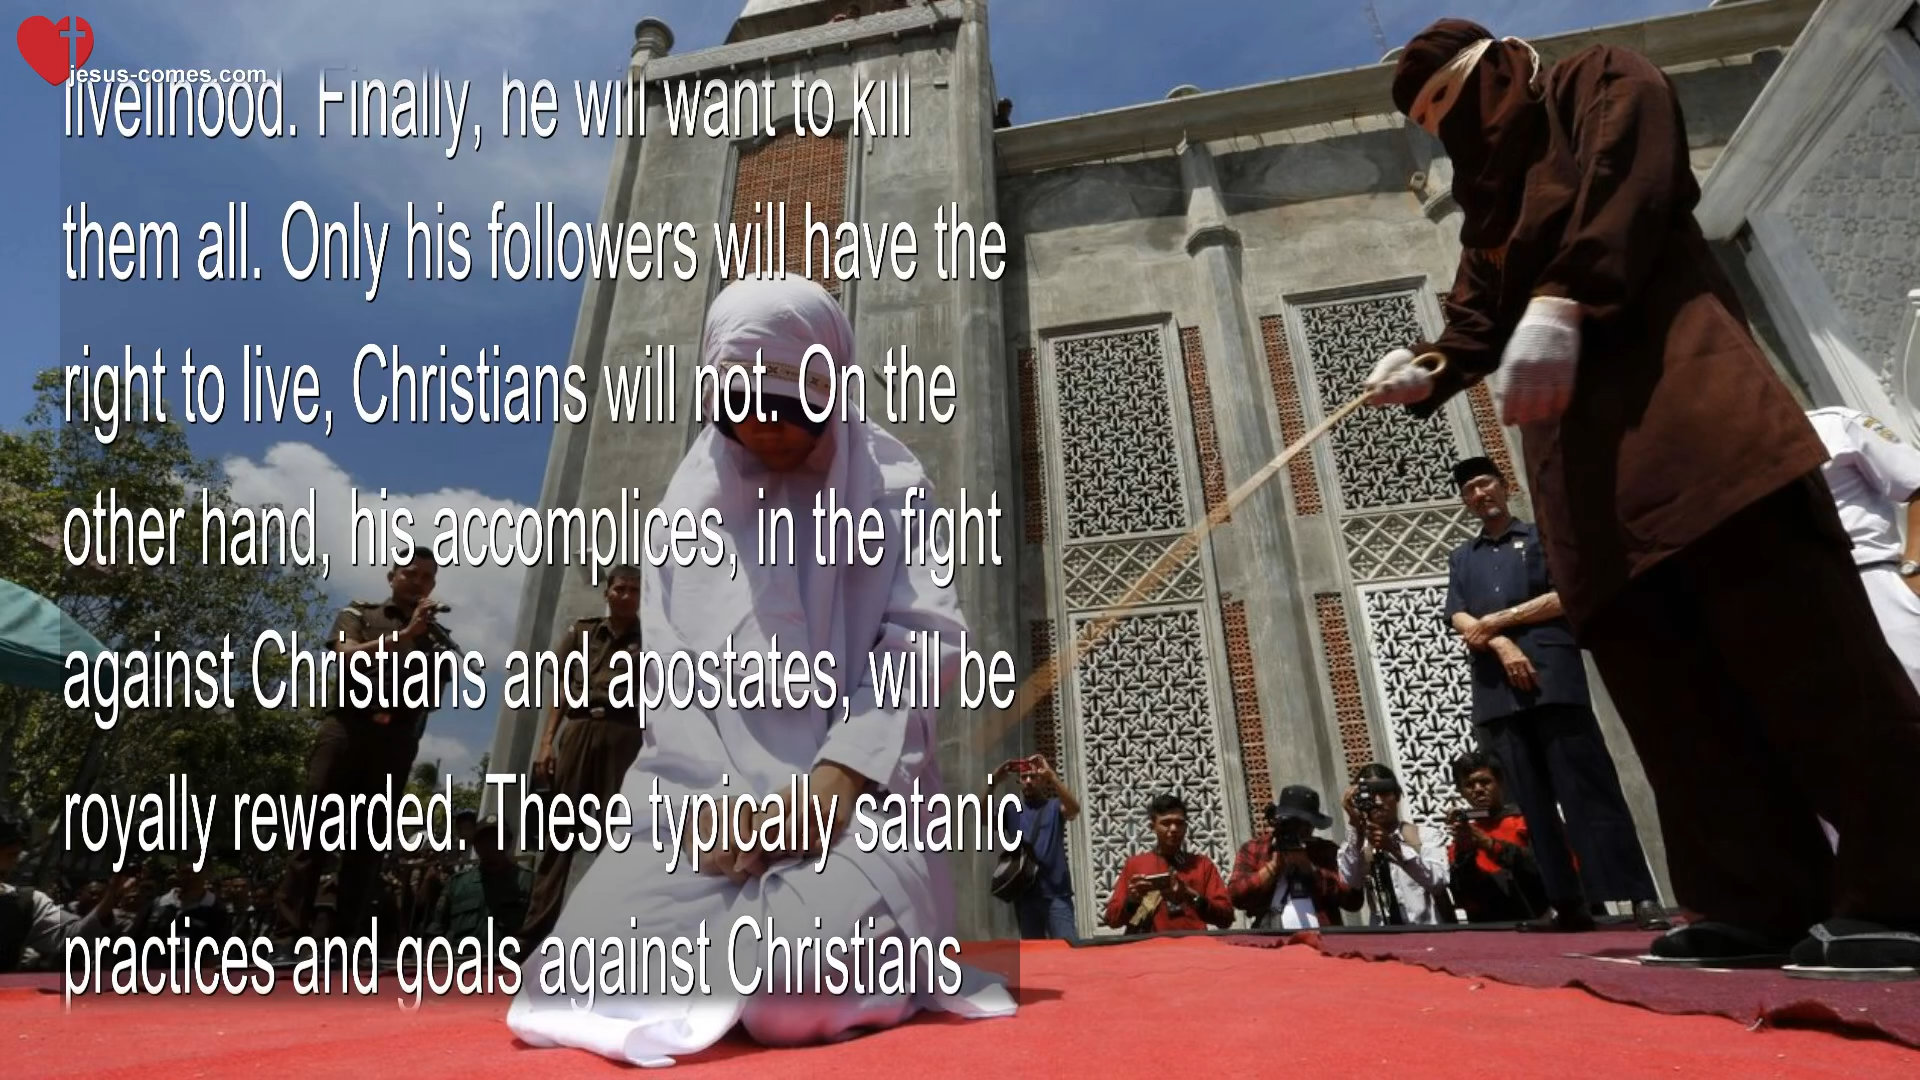 jesus-comes.com
livelihood. Finally, he will want to kill
them all. Only his followers will have the
right to live, Christians will not. On the
other hand, his accomplices, in the fight
against Christians and apostates, will be
royally rewarded. These typically satanic
practices and goals against Christians